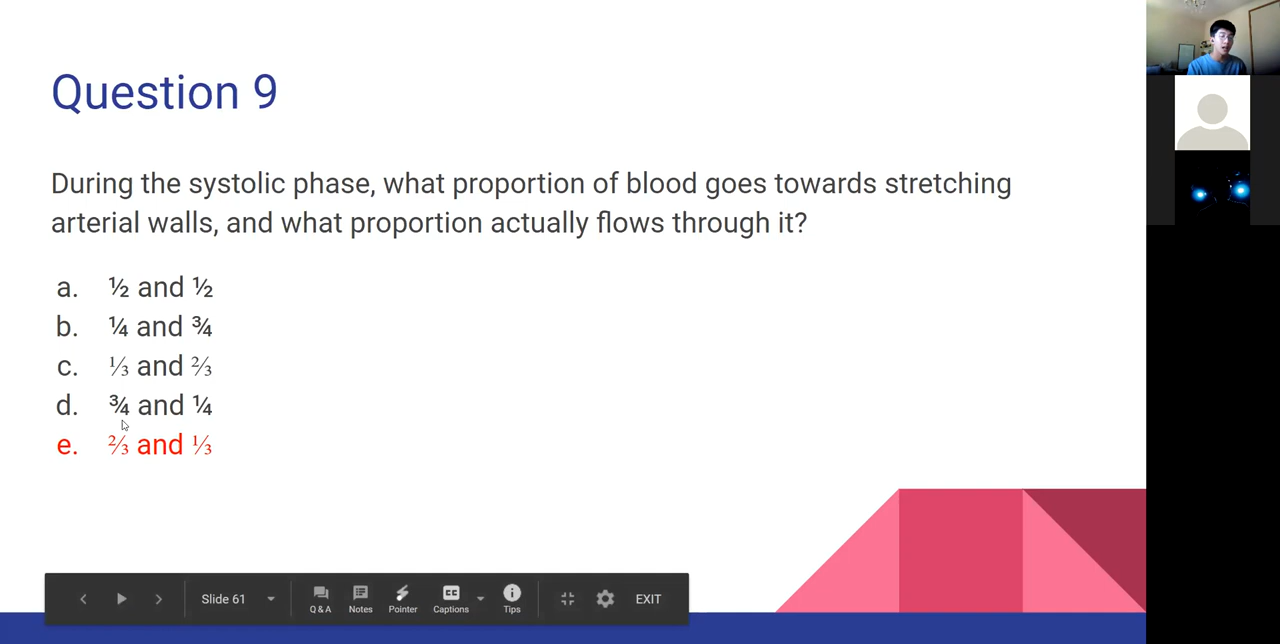 Question 9
During the systolic phase, what proportion of blood goes towards stretching
arterial walls, and what proportion actually flows through it?
a. ½ and ½
b. ¼ and ¾
c. ⅓ and ⅔
d. ¾ and ¼
e. ⅔ and ⅓
Slide 61
Q & A
Notes
Pointer
CC
Captions
Tips
EXIT